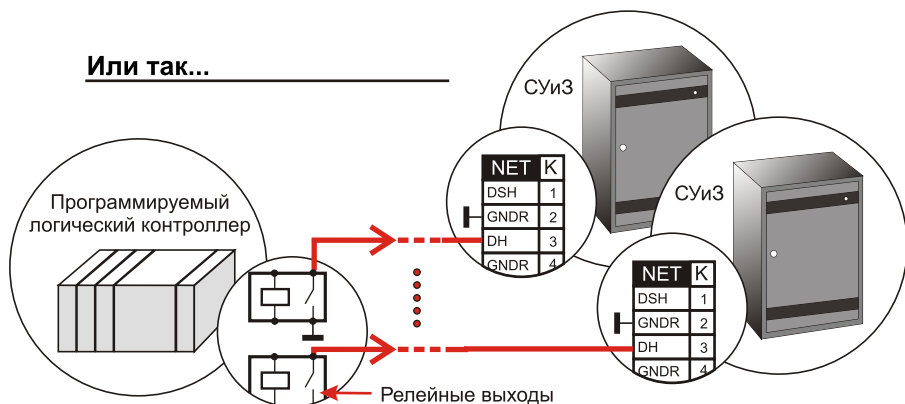 Или так...
СУиЗ
NET K
DSH 1
GNDR 2
DH 3
GNDR 4
СУиЗ
Программируемый
логический контроллер
NET K
DSH 1
GNDR 2
DH 3
GNDR 4
Релейные выходы